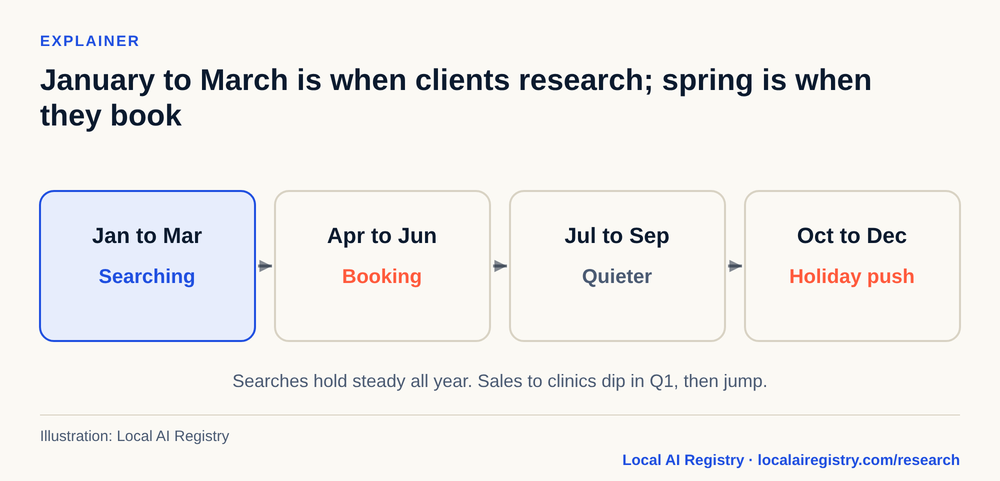 EXPLAINER
January to March is when clients research; spring is when
they book
Jan to Mar
Searching
Apr to Jun
Booking
Jul to Sep
Quieter
Oct to Dec
Holiday push
Searches hold steady all year. Sales to clinics dip in Q1, then jump.
Illustration: Local AI Registry
Local AI Registry · localairegistry.com/research